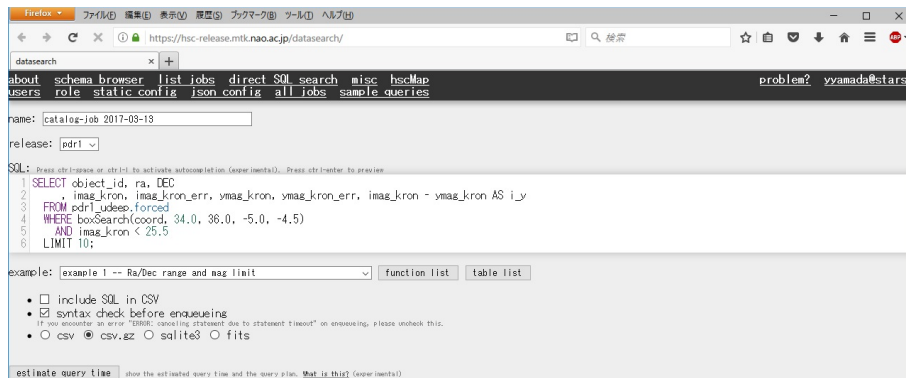 Firefox
ファイル(F) 編集(E) 表示(V) 履歴(S) ブックマーク(B) ツール(T) ヘルプ(H)
https://hsc-release.mtk.nao.ac.jp/datasearch/
検索
ABP
datasearch
about schema browser list jobs direct SQL search misc hscMap
problem? yyamada@stars
users role static config json config all jobs sample queries
name: catalog-job 2017-03-13
release: pdr1
SQL: Press ctrl-space or ctrl-i to activate autocompletion (experimental). Press ctrl-enter to preview
1 SELECT object_id, ra, DEC
2 , imag_kron, imag_kron_err, ymag_kron, ymag_kron_err, imag_kron - ymag_kron AS i_y
3 FROM pdr1_udeep.forced
4 WHERE boxSearch(coord, 34.0, 36.0, -5.0, -4.5)
5 AND imag_kron < 25.5
6 LIMIT 10;
example: example 1 -- Ra/Dec range and mag limit
function list table list
include SQL in CSV
syntax check before enqueueing
If you encounter an error "ERROR: canceling statement due to statement timeout" on enqueueing, please uncheck this.
csv csv.gz sqlite3 fits
estimate query time show the estimated query time and the query plan. What is this? (experimental)